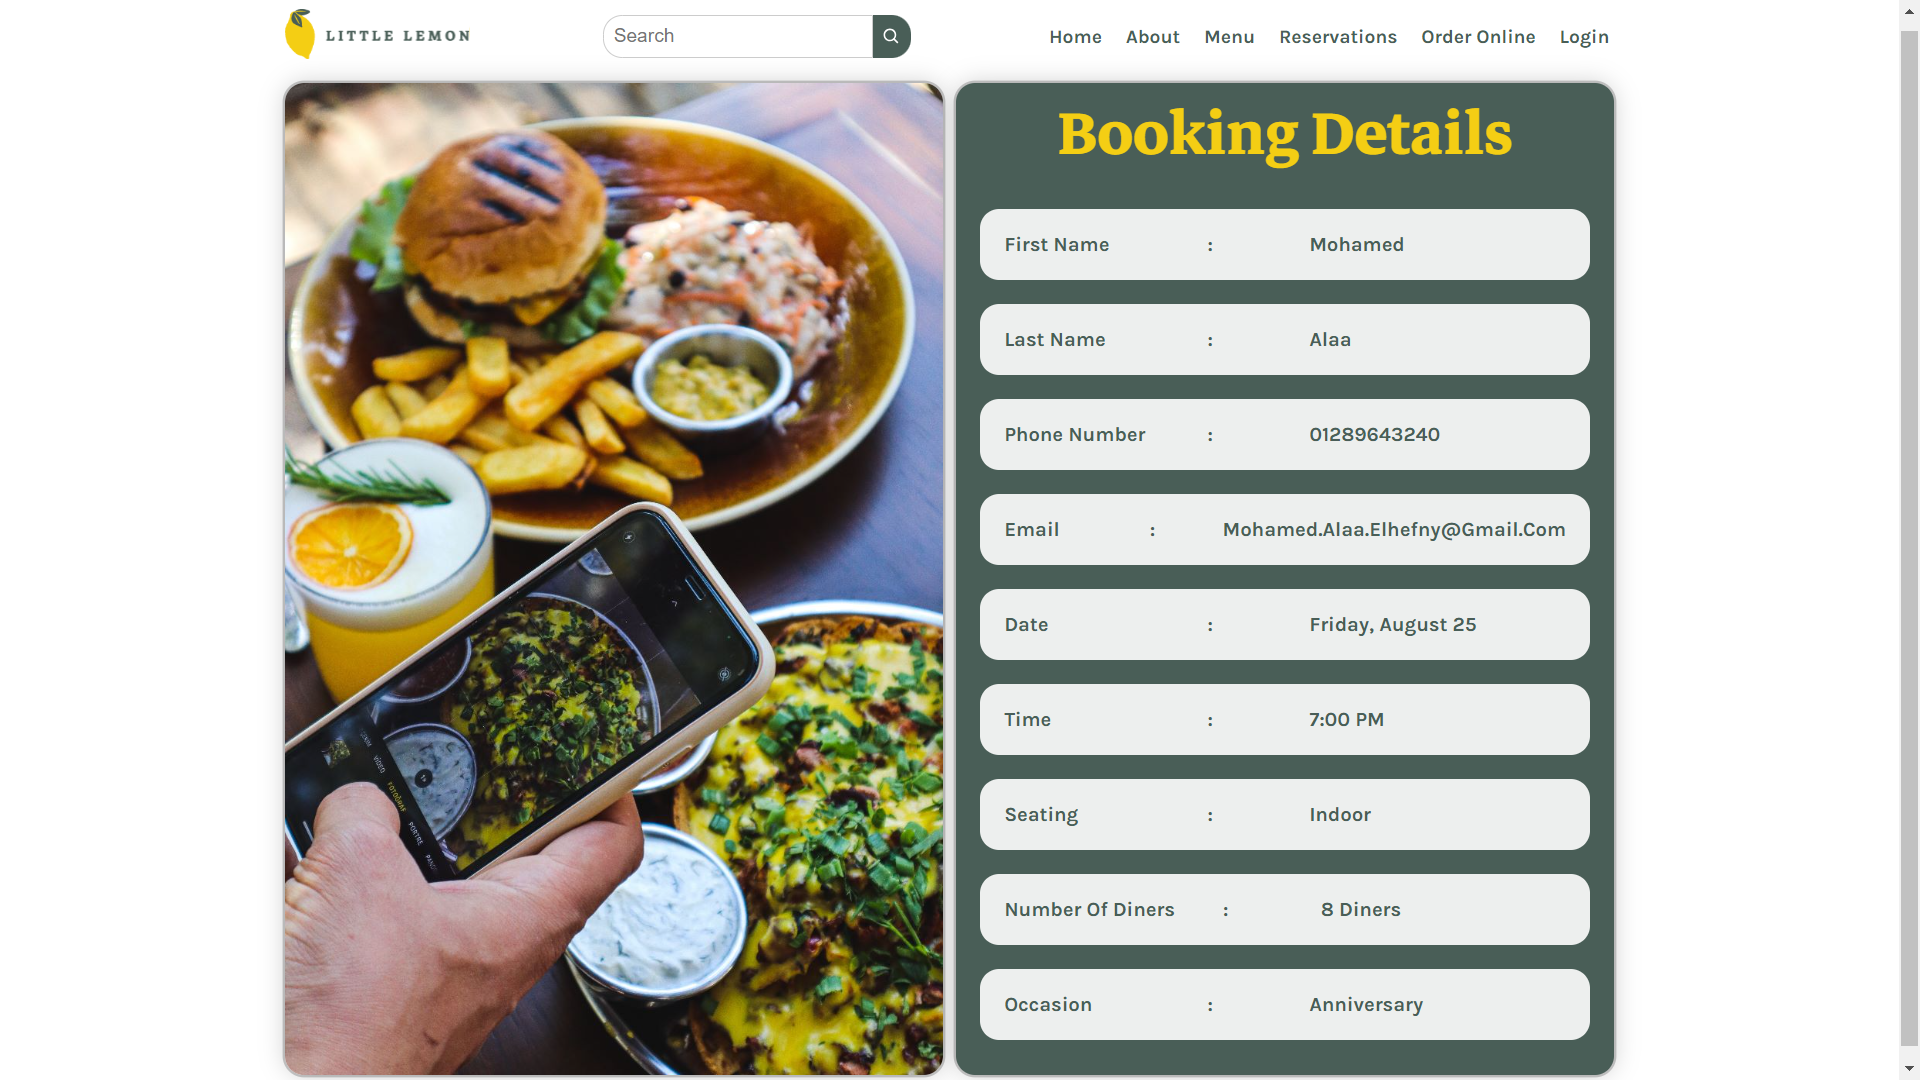 LITTLE LEMON
Search
Home About Menu Reservations Order Online Login
Booking Details
First Name : Mohamed
Last Name : Alaa
Phone Number : 01289643240
Email : Mohamed.Alaa.Elhefny@Gmail.Com
Date : Friday, August 25
Time : 7:00 PM
Seating : Indoor
Number Of Diners : 8 Diners
Occasion : Anniversary